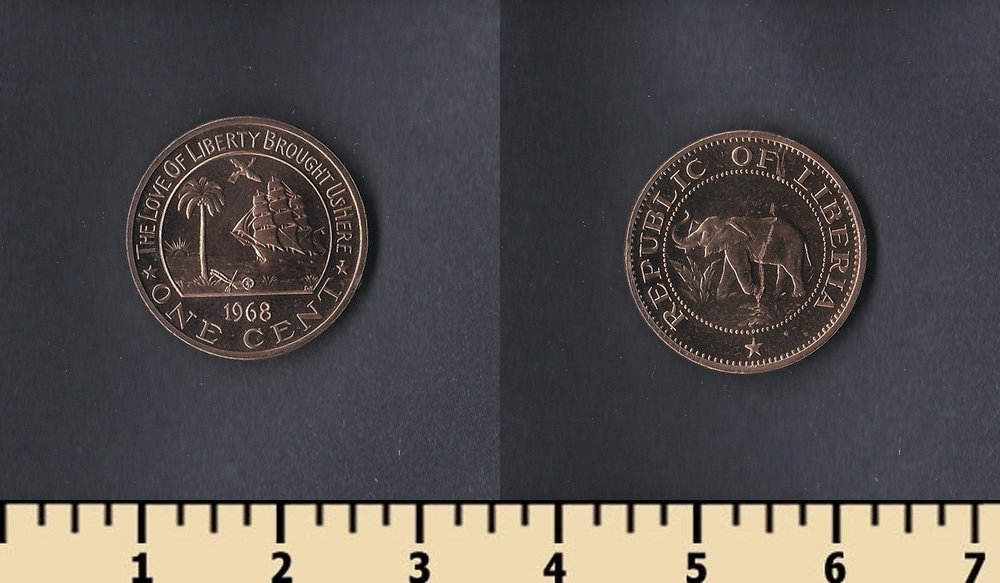 THE LOVE OF LIBERTY BROUGHT US HERE
1968
ONE CENT
REPUBLIC OF LIBERIA
1 2 3 4 5 6 7